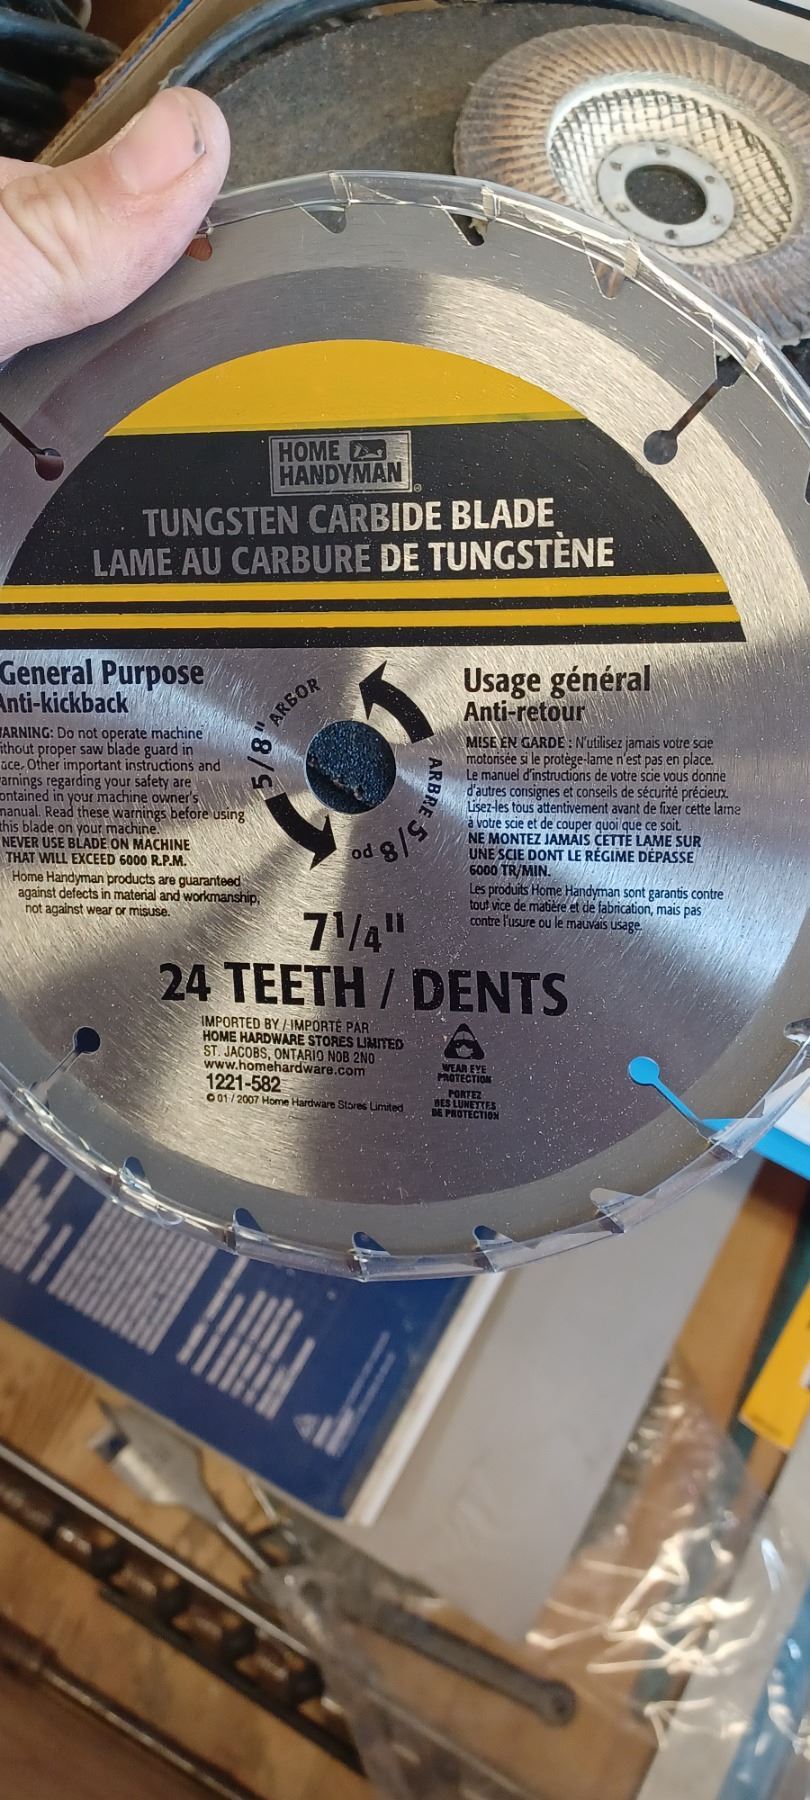 HOME
HANDYMAN
TUNGSTEN CARBIDE BLADE
LAME AU CARBURE DE TUNGSTÈNE
General Purpose
Anti-kickback
WARNING: Do not operate machine
without proper saw blade guard in
place. Other important instructions and
warnings regarding your safety are
contained in your machine owner's
manual. Read these warnings before using
this blade on your machine.
NEVER USE BLADE ON MACHINE
THAT WILL EXCEED 6000 R.P.M.
Home Handyman products are guaranteed
against defects in material and workmanship,
not against wear or misuse.
5/8" ARBOR
ARBRE 5/8 po
Usage général
Anti-retour
MISE EN GARDE : N'utilisez jamais votre scie
motorisée si le protège-lame n'est pas en place.
Le manuel d'instructions de votre scie vous donne
d'autres consignes et conseils de sécurité précieux.
Lisez-les tous attentivement avant de fixer cette lame
à votre scie et de couper quoi que ce soit.
NE MONTEZ JAMAIS CETTE LAME SUR
UNE SCIE DONT LE RÉGIME DÉPASSE
6000 TR/MIN.
Les produits Home Handyman sont garantis contre
tout vice de matière et de fabrication, mais pas
contre l'usure ou le mauvais usage.
7 1/4"
24 TEETH / DENTS
IMPORTED BY / IMPORTÉ PAR
HOME HARDWARE STORES LIMITED
ST. JACOBS, ONTARIO N0B 2N0
www.homehardware.com
1221-582
© 01 / 2007 Home Hardware Stores Limited
WEAR EYE
PROTECTION
PORTEZ
DES LUNETTES
DE PROTECTION